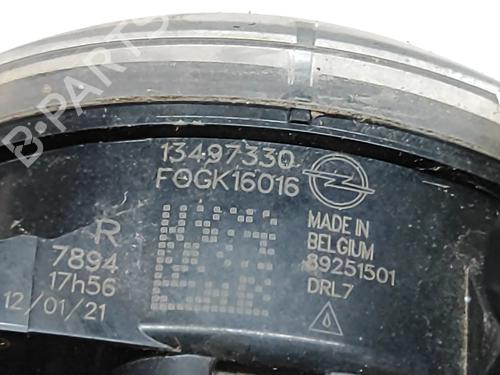 B-PARTS
13497330
FOGK16016
R
7894
17h56
12/01/21
MADE IN
BELGIUM
89251501
DRL7